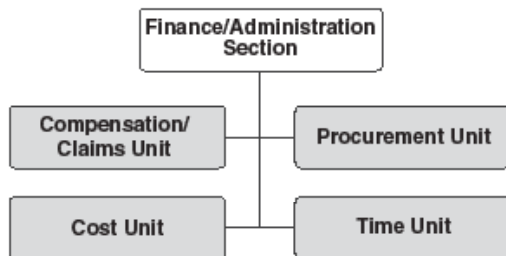 Finance/Administration
Section
Compensation/
Claims Unit
Procurement Unit
Cost Unit
Time Unit